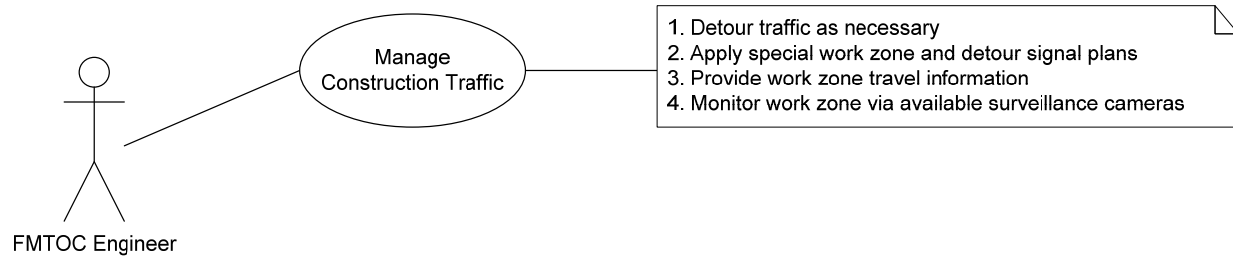 Manage
Construction Traffic
1. Detour traffic as necessary
2. Apply special work zone and detour signal plans
3. Provide work zone travel information
4. Monitor work zone via available surveillance cameras
FMTOC Engineer